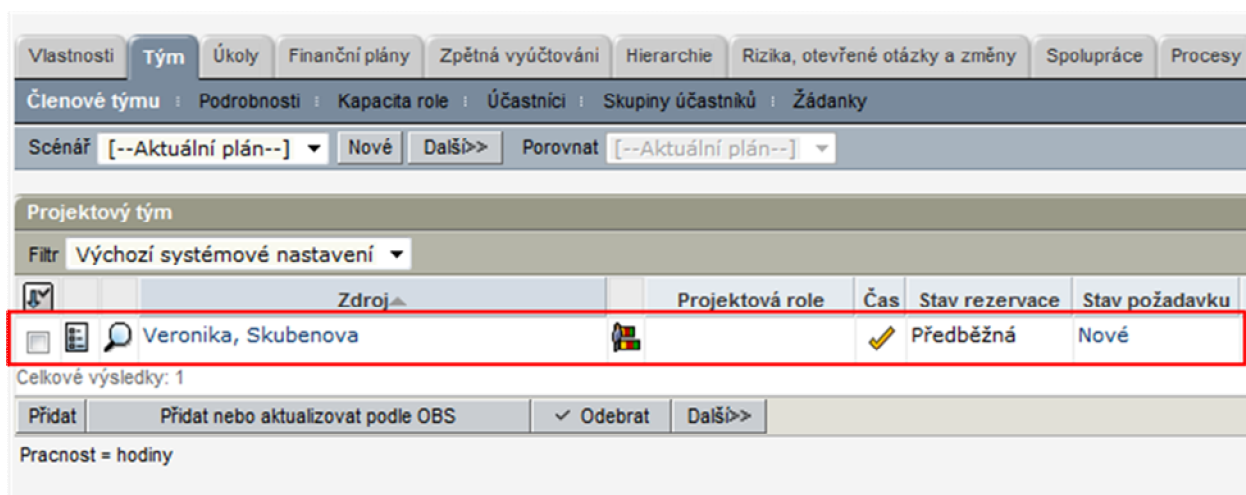 Vlastnosti Tým Úkoly Finanční plány Zpětná vyúčtování Hierarchie Rizika, otevřené otázky a změny Spolupráce Procesy
Členové týmu Podrobnosti Kapacita role Účastníci Skupiny účastníků Žádanky
Scénář [--Aktuální plán--] Nové Další>> Porovnat [--Aktuální plán--]
Projektový tým
Filtr Výchozí systémové nastavení
Zdroj Projektová role Čas Stav rezervace Stav požadavku
Veronika, Skubenova Předběžná Nové
Celkové výsledky: 1
Přidat Přidat nebo aktualizovat podle OBS Odebrat Další>>
Pracnost = hodiny